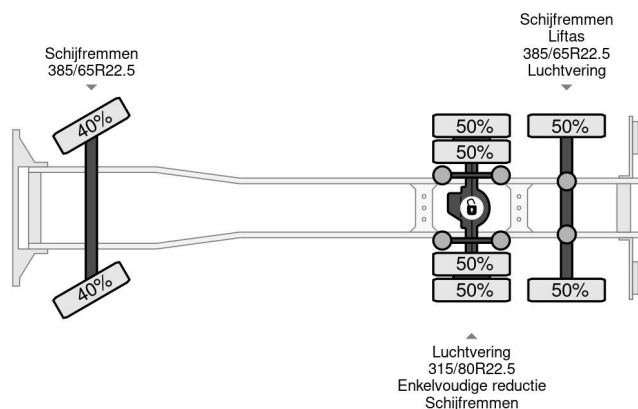 Schijfremmen
385/65R22.5
Schijfremmen
Liftas
385/65R22.5
Luchtvering
40%
50%
50%
50%
40%
50%
50%
50%
Luchtvering
315/80R22.5
Enkelvoudige reductie
Schijfremmen